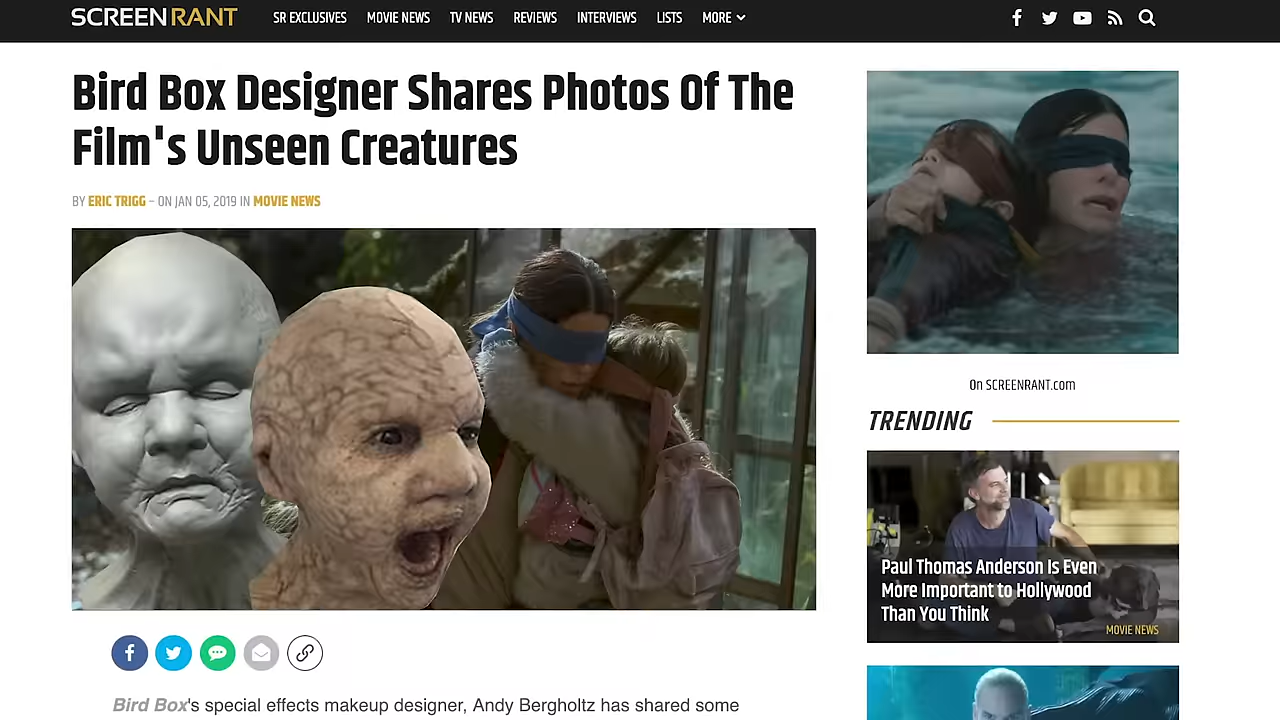 SCREENRANT
SR EXCLUSIVES MOVIE NEWS TV NEWS REVIEWS INTERVIEWS LISTS MORE
Bird Box Designer Shares Photos Of The
Film's Unseen Creatures
BY ERIC TRIGG – ON JAN 05, 2019 IN MOVIE NEWS
Bird Box's special effects makeup designer, Andy Bergholtz has shared some
On SCREENRANT.com
TRENDING
Paul Thomas Anderson Is Even
More Important to Hollywood
Than You Think
MOVIE NEWS